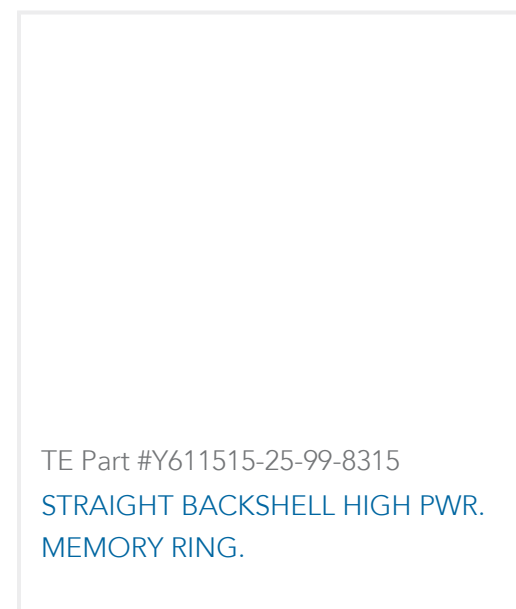 TE Part #Y611515-25-99-8315
STRAIGHT BACKSHELL HIGH PWR.
MEMORY RING.